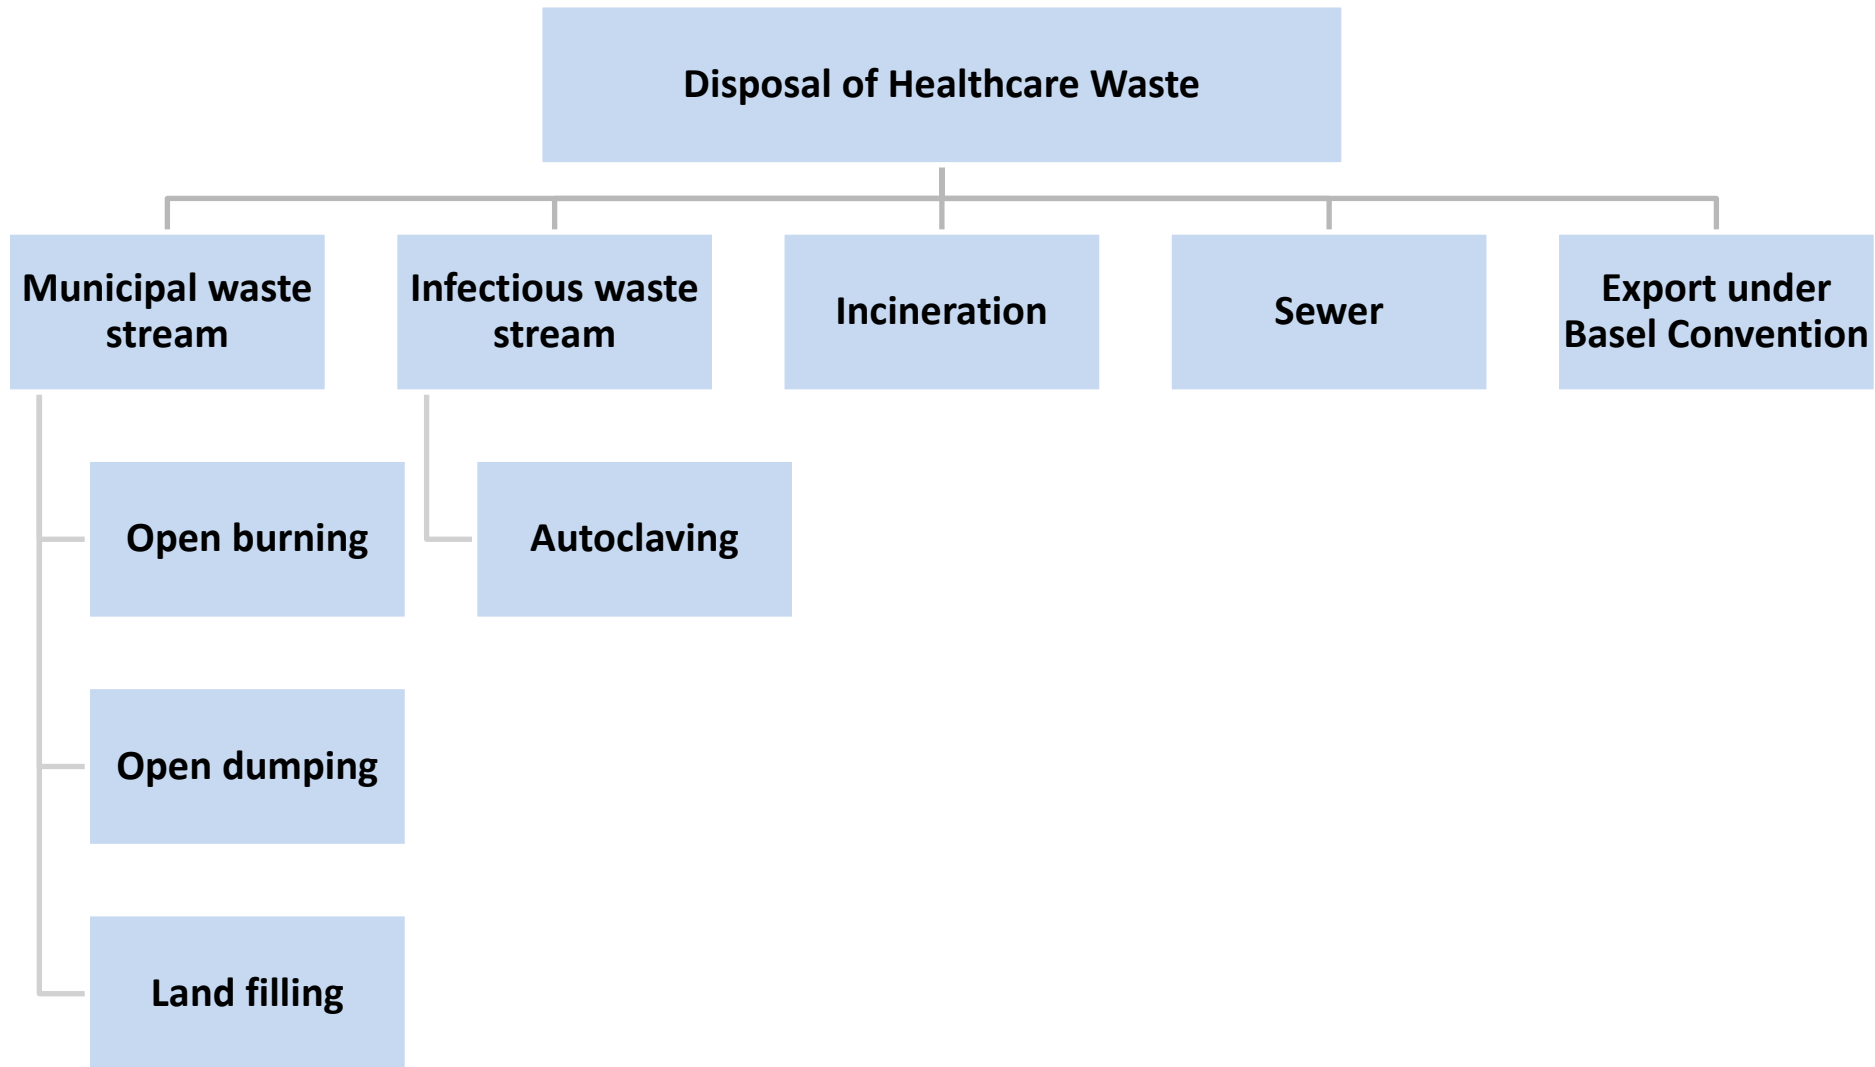 Disposal of Healthcare Waste
Municipal waste
stream
Infectious waste
stream
Incineration
Sewer
Export under
Basel Convention
Open burning
Autoclaving
Open dumping
Land filling